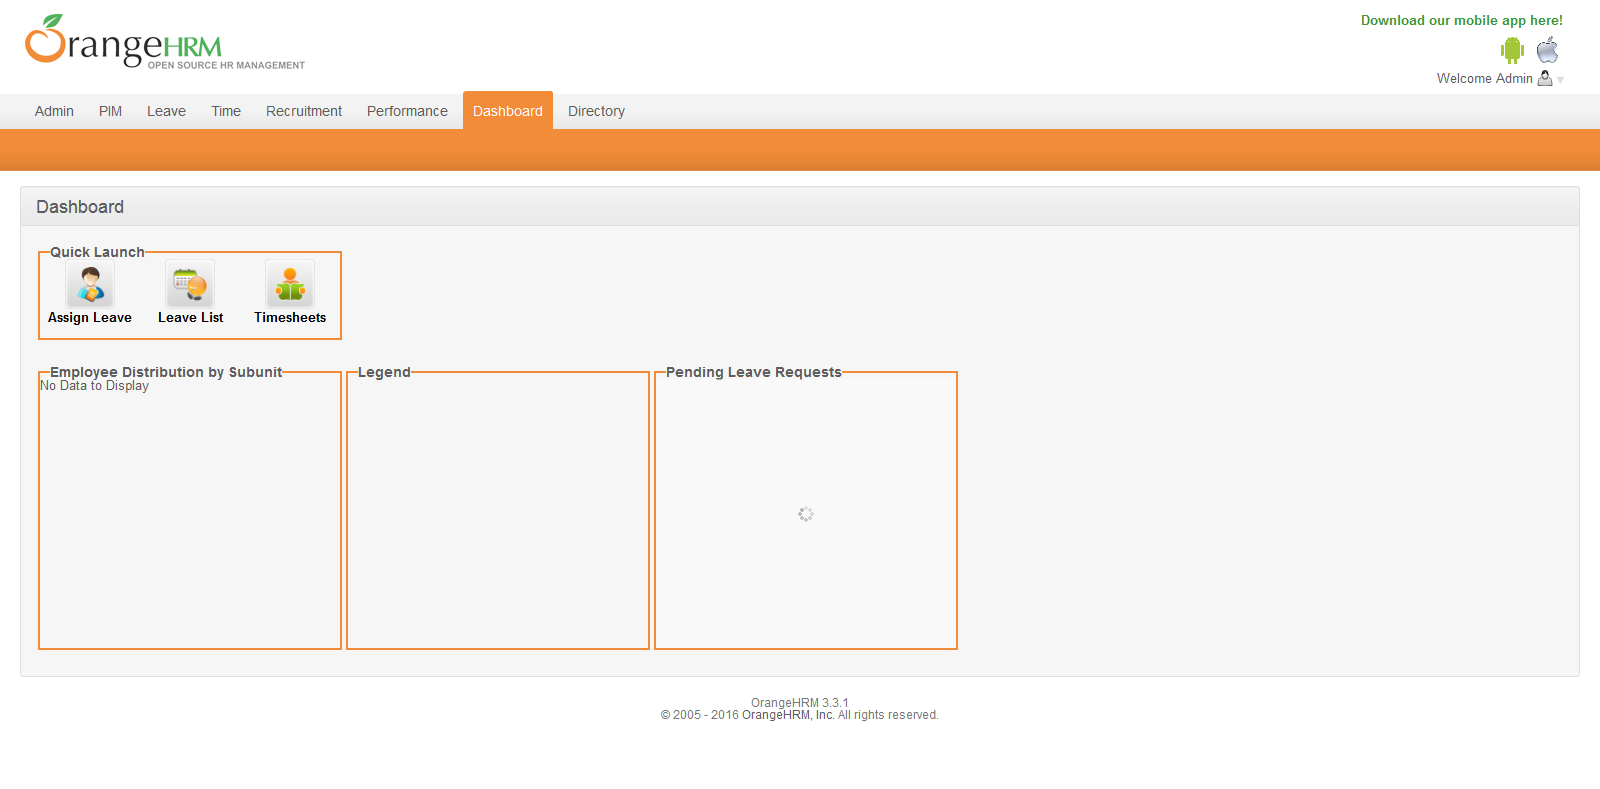 OrangeHRM
OPEN SOURCE HR MANAGEMENT
Download our mobile app here!
Welcome Admin
Admin PIM Leave Time Recruitment Performance Dashboard Directory
Dashboard
Quick Launch
Assign Leave Leave List Timesheets
Employee Distribution by Subunit Legend Pending Leave Requests
No Data to Display
OrangeHRM 3.3.1
© 2005 - 2016 OrangeHRM, Inc. All rights reserved.